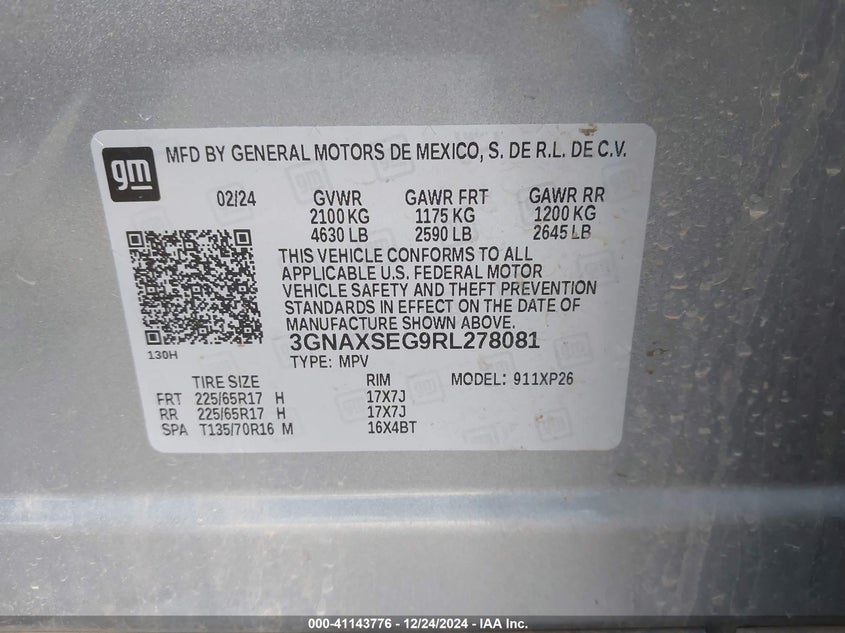 gm
MFD BY GENERAL MOTORS DE MEXICO, S. DE R.L. DE C.V.
02/24 GVWR GAWR FRT GAWR RR
2100 KG 1175 KG 1200 KG
4630 LB 2590 LB 2645 LB
THIS VEHICLE CONFORMS TO ALL
APPLICABLE U.S. FEDERAL MOTOR
VEHICLE SAFETY AND THEFT PREVENTION
STANDARDS IN EFFECT ON THE DATE OF
MANUFACTURE SHOWN ABOVE.
3GNAXSEG9RL278081
130H
TYPE: MPV
TIRE SIZE RIM MODEL: 911XP26
FRT 225/65R17 H 17X7J
RR 225/65R17 H 17X7J
SPA T135/70R16 M 16X4BT
000-41143776 - 12/24/2024 - IAA Inc.